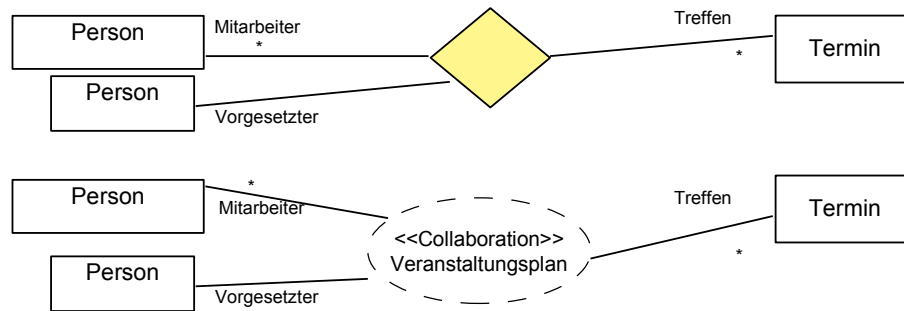 Person
Mitarbeiter
*
Treffen
*
Termin
Person
Vorgesetzter
Person
*
Mitarbeiter
Treffen
*
Termin
<<Collaboration>>
Veranstaltungsplan
Person
Vorgesetzter